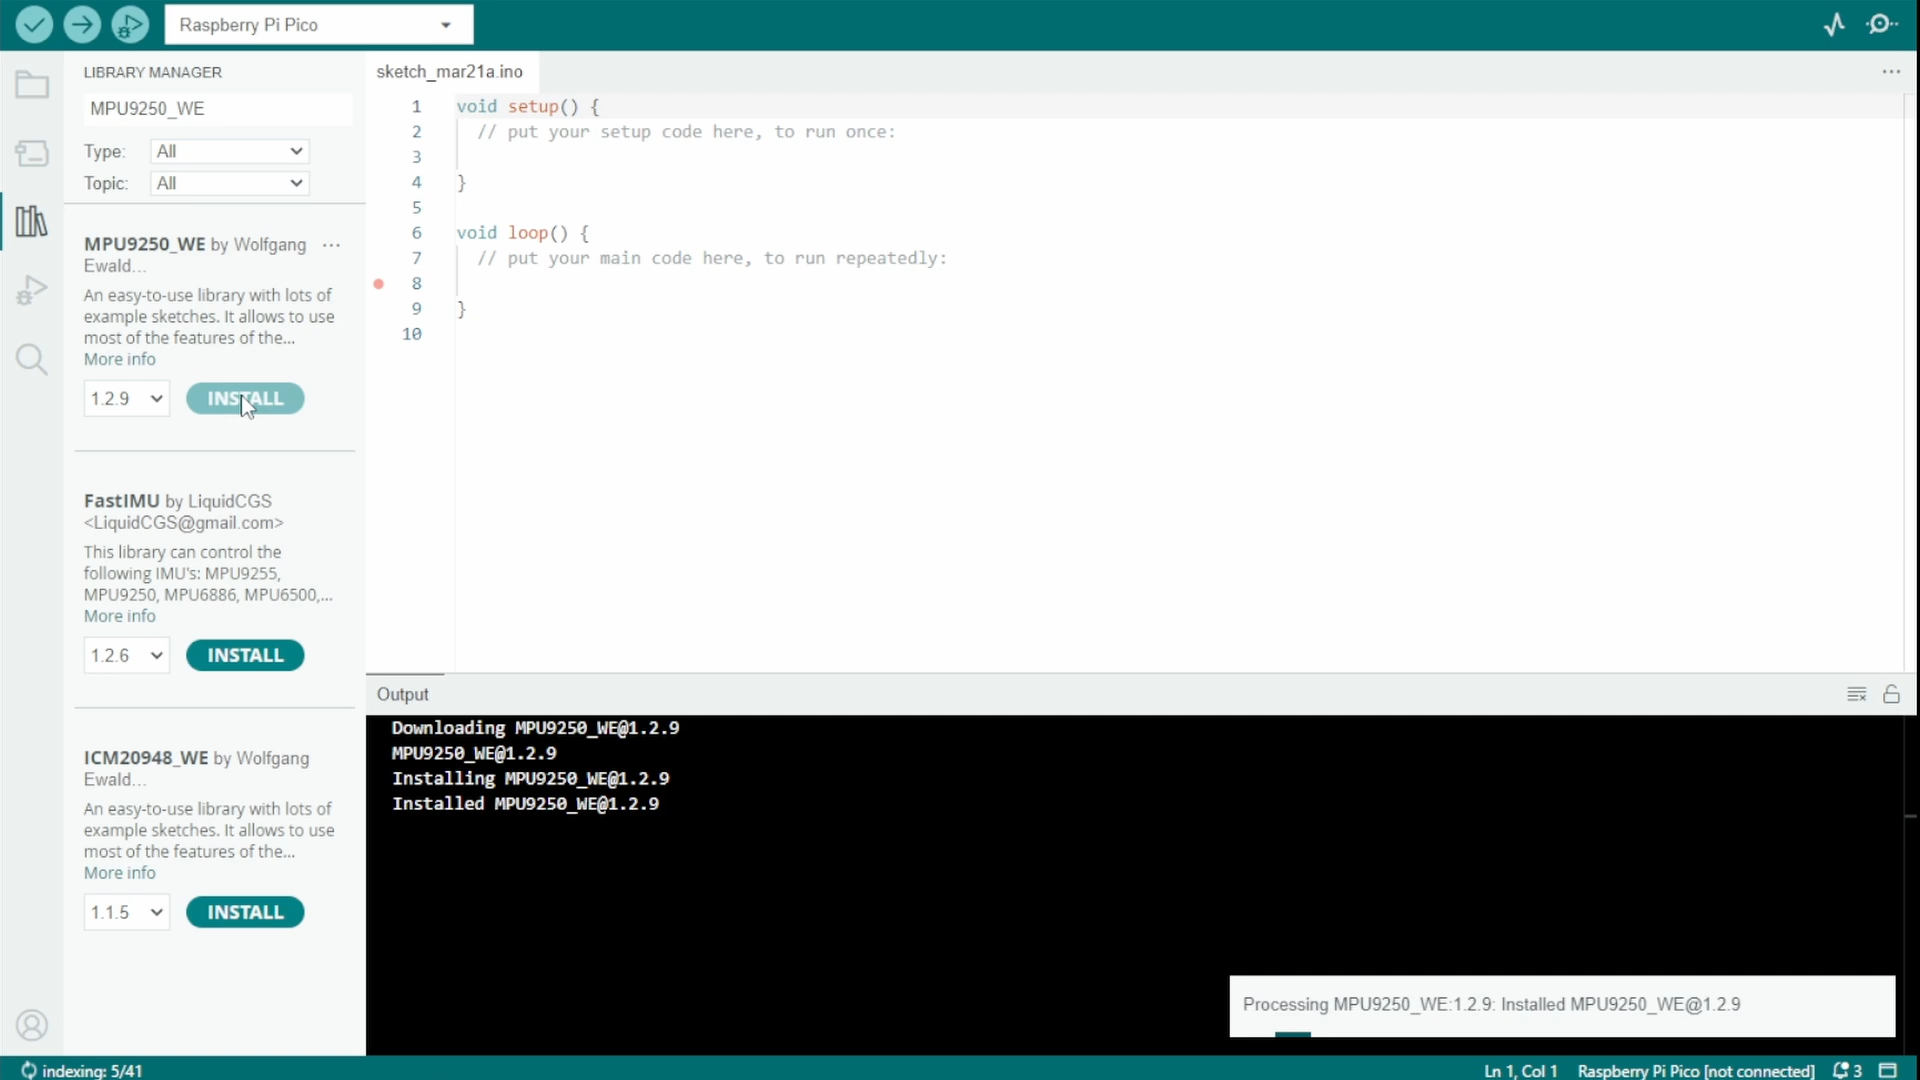 Raspberry Pi Pico
LIBRARY MANAGER
MPU9250_WE
Type: All
Topic: All
MPU9250_WE by Wolfgang ...
Ewald...
An easy-to-use library with lots of
example sketches. It allows to use
most of the features of the...
More info
1.2.9 INSTALL
FastIMU by LiquidCGS
<LiquidCGS@gmail.com>
This library can control the
following IMU's: MPU9255,
MPU9250, MPU6886, MPU6500,...
More info
1.2.6 INSTALL
ICM20948_WE by Wolfgang
Ewald...
An easy-to-use library with lots of
example sketches. It allows to use
most of the features of the...
More info
1.1.5 INSTALL
sketch_mar21a.ino ...
1 void setup() {
2 // put your setup code here, to run once:
3
4 }
5
6 void loop() {
7 // put your main code here, to run repeatedly:
8
9 }
10
Output
Downloading MPU9250_WE@1.2.9
MPU9250_WE@1.2.9
Installing MPU9250_WE@1.2.9
Installed MPU9250_WE@1.2.9
Processing MPU9250_WE:1.2.9: Installed MPU9250_WE@1.2.9
indexing: 5/41
Ln 1, Col 1 Raspberry Pi Pico [not connected] 3